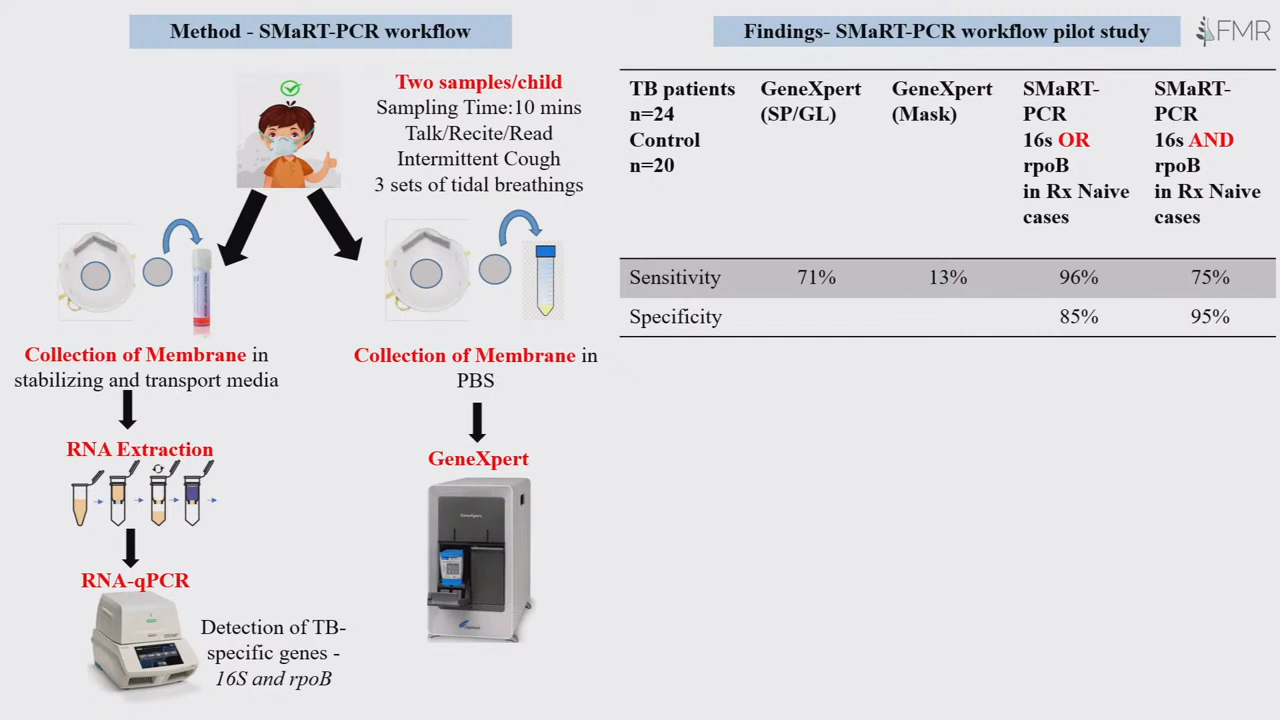 Method - SMaRT-PCR workflow
Two samples/child
Sampling Time:10 mins
Talk/Recite/Read
Intermittent Cough
3 sets of tidal breathings
Collection of Membrane in
stabilizing and transport media
Collection of Membrane in
PBS
RNA Extraction
GeneXpert
RNA-qPCR
Detection of TB-
specific genes -
16S and rpoB
Findings- SMaRT-PCR workflow pilot study
FMR
TB patients
n=24
Control
n=20
GeneXpert
(SP/GL)
GeneXpert
(Mask)
SMaRT-
PCR
16s OR
rpoB
in Rx Naive
cases
SMaRT-
PCR
16s AND
rpoB
in Rx Naive
cases
Sensitivity 71% 13% 96% 75%
Specificity 85% 95%